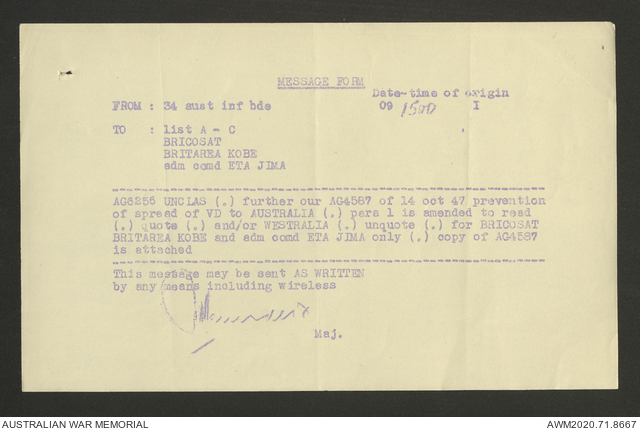 MESSAGE FORM
Date-time of origin
FROM : 34 aust inf bde 09 1500 I
TO : list A - C
BRICOSAT
BRITAREA KOBE
adm comd ETA JIMA
AG6256 UNCLAS (.) further our AG4587 of 14 oct 47 prevention
of spread of VD to AUSTRALIA (.) para 1 is amended to read
(.) quote (.) and/or WESTRALIA (.) unquote (.) for BRICOSAT
BRITAREA KOBE and adm comd ETA JIMA only (.) copy of AG4587
is attached
This message may be sent AS WRITTEN
by any means including wireless
Maj.
AUSTRALIAN WAR MEMORIAL
AWM2020.71.8667